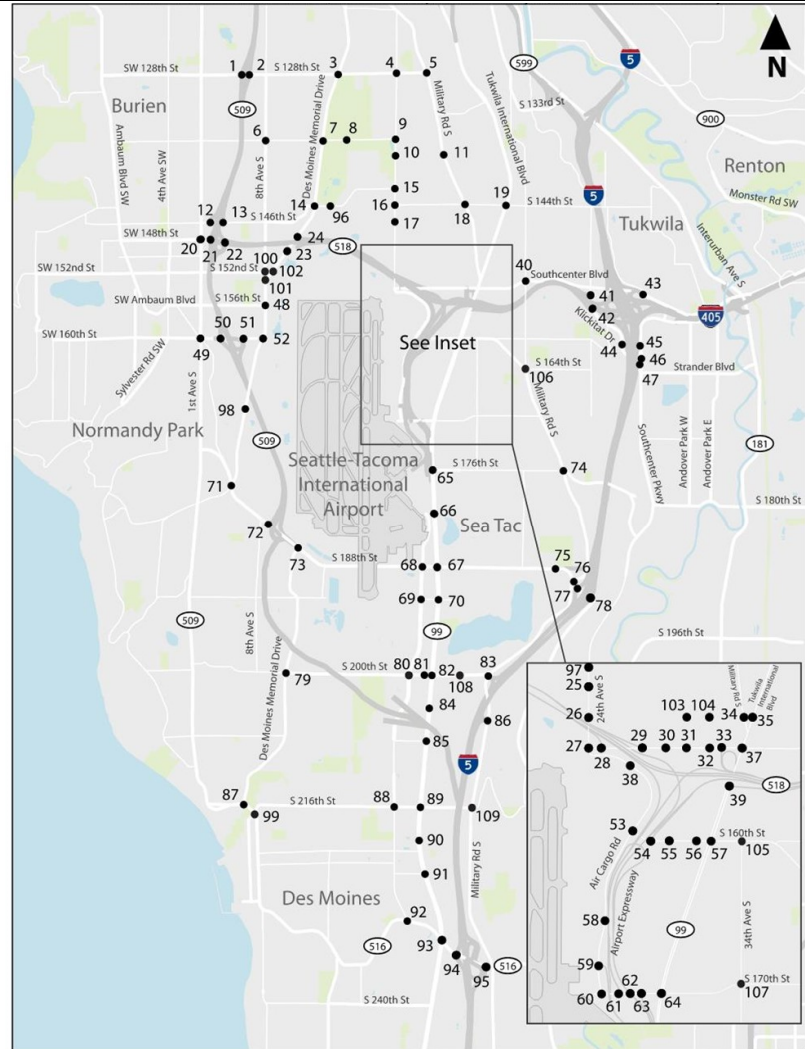 1 2 3 4 5
SW 128th St S 128th St
N
599 5
S 133rd St
Burien
509
Ambaum Blvd SW
4th Ave SW
8th Ave S
Des Moines Memorial Drive
Military Rd S
Tukwila International Blvd
900
6 7 8 9
10 11
Renton
Monster Rd SW
5
15
14 96 16 18 19
S 144th St
12 13 S 146th St 17
Tukwila
Interurban Ave S
SW 148th St 24
20 21 22 23 518
100 40 Southcenter Blvd 43
SW 152nd St S 152nd St 102
101 41
SW Ambaum Blvd S 156th St 48 42
405
Klickitat Dr
SW 160th St 50 51 52
49
See Inset
44 45
46
47 Strander Blvd
S 164th St
106
Sylvester Rd SW
1st Ave S
Military Rd S
98
Normandy Park
509
Southcenter Pkwy
Andover Park W
Andover Park E
181
Seattle-Tacoma
International
Airport
S 176th St
65 74
71
66
S 180th St
Sea Tac
72
73
S 188th St
68 67
75 76
77 78
69 70
509
8th Ave S
99
S 196th St
Des Moines Memorial Drive
79 S 200th St 80 81 82 83
108
84
86
85
5
87 S 216th St 88 89
99 109
90
Military Rd S
91
Des Moines
92
516 93
94 95 516
S 240th St
97
25
24th Ave S
Military Rd S
Tukwila International Blvd
26 103 104 34 35
27 28 29 30 31 32 33 37
38
39 518
53 S 160th St
54 55 56 57 105
Air Cargo Rd
Airport Expressway
58
99
34th Ave S
59
62 S 170th St
60 61 63 64 107